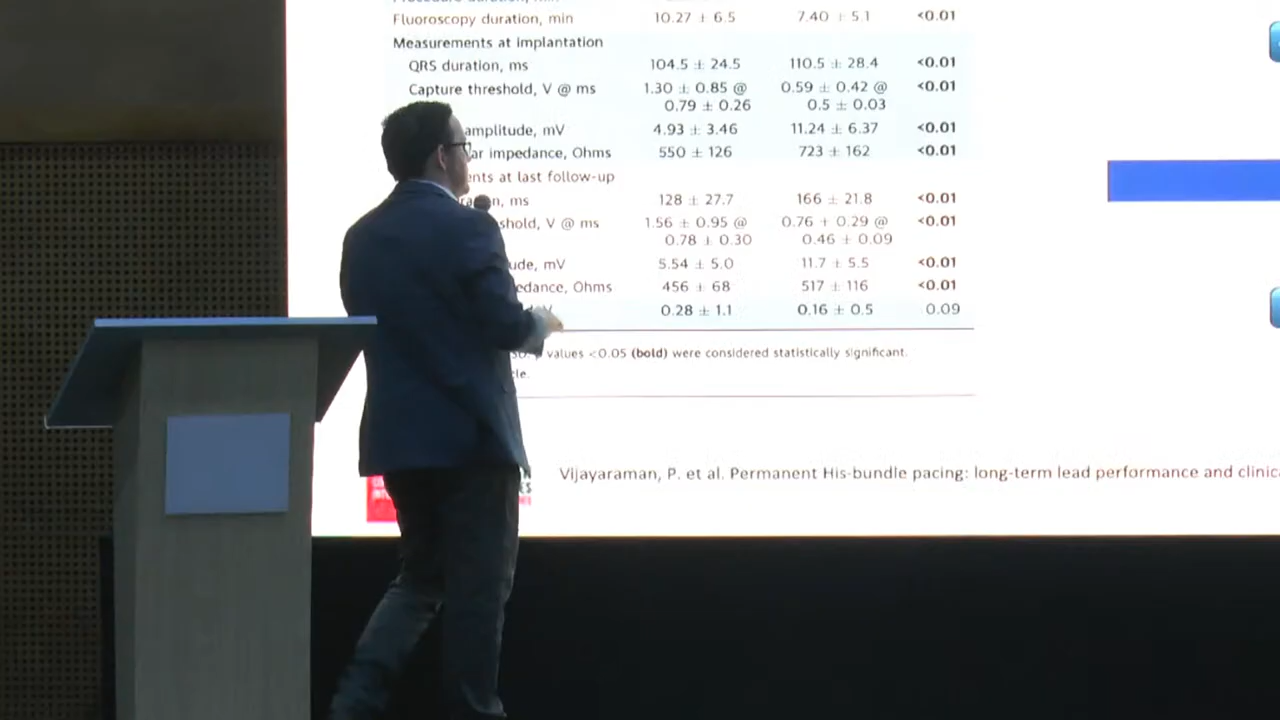 Fluoroscopy duration, min 10.27 ± 6.5 7.40 ± 5.1 <0.01
Measurements at implantation
QRS duration, ms 104.5 ± 24.5 110.5 ± 28.4 <0.01
Capture threshold, V @ ms 1.30 ± 0.85 @ 0.59 ± 0.42 @ <0.01
0.79 ± 0.26 0.5 ± 0.03
amplitude, mV 4.93 ± 3.46 11.24 ± 6.37 <0.01
ar impedance, Ohms 550 ± 126 723 ± 162 <0.01
ents at last follow-up
ms 128 ± 27.7 166 ± 21.8 <0.01
shold, V @ ms 1.56 ± 0.95 @ 0.76 + 0.29 @ <0.01
0.78 ± 0.30 0.46 ± 0.09
ude, mV 5.54 ± 5.0 11.7 ± 5.5 <0.01
edance, Ohms 456 ± 68 517 ± 116 <0.01
0.28 ± 1.1 0.16 ± 0.5 0.09
values <0.05 (bold) were considered statistically significant.
cle.
Vijayaraman, P. et al. Permanent His-bundle pacing: long-term lead performance and clinica